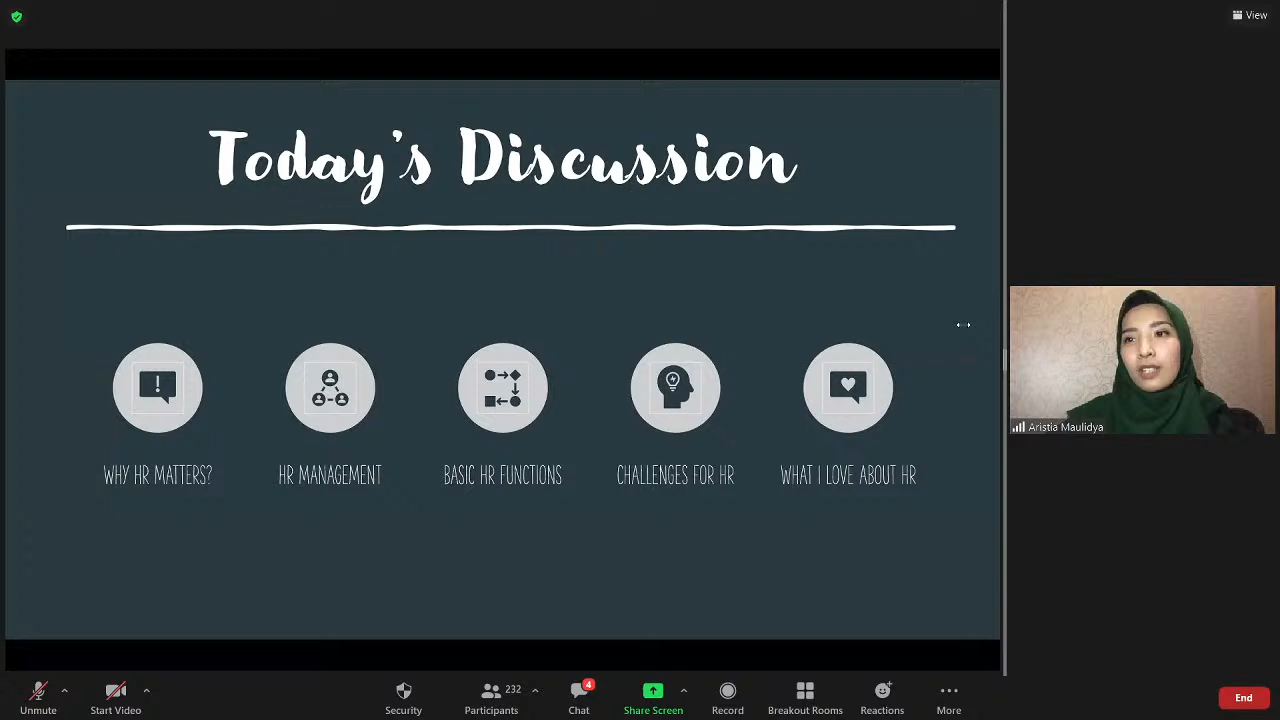 View
Today's Discussion
WHY HR MATTERS?
HR MANAGEMENT
BASIC HR FUNCTIONS
CHALLENGES FOR HR
WHAT I LOVE ABOUT HR
Aristia Maulidya
Unmute
Start Video
Security
232
Participants
4
Chat
Share Screen
Record
Breakout Rooms
Reactions
More
End